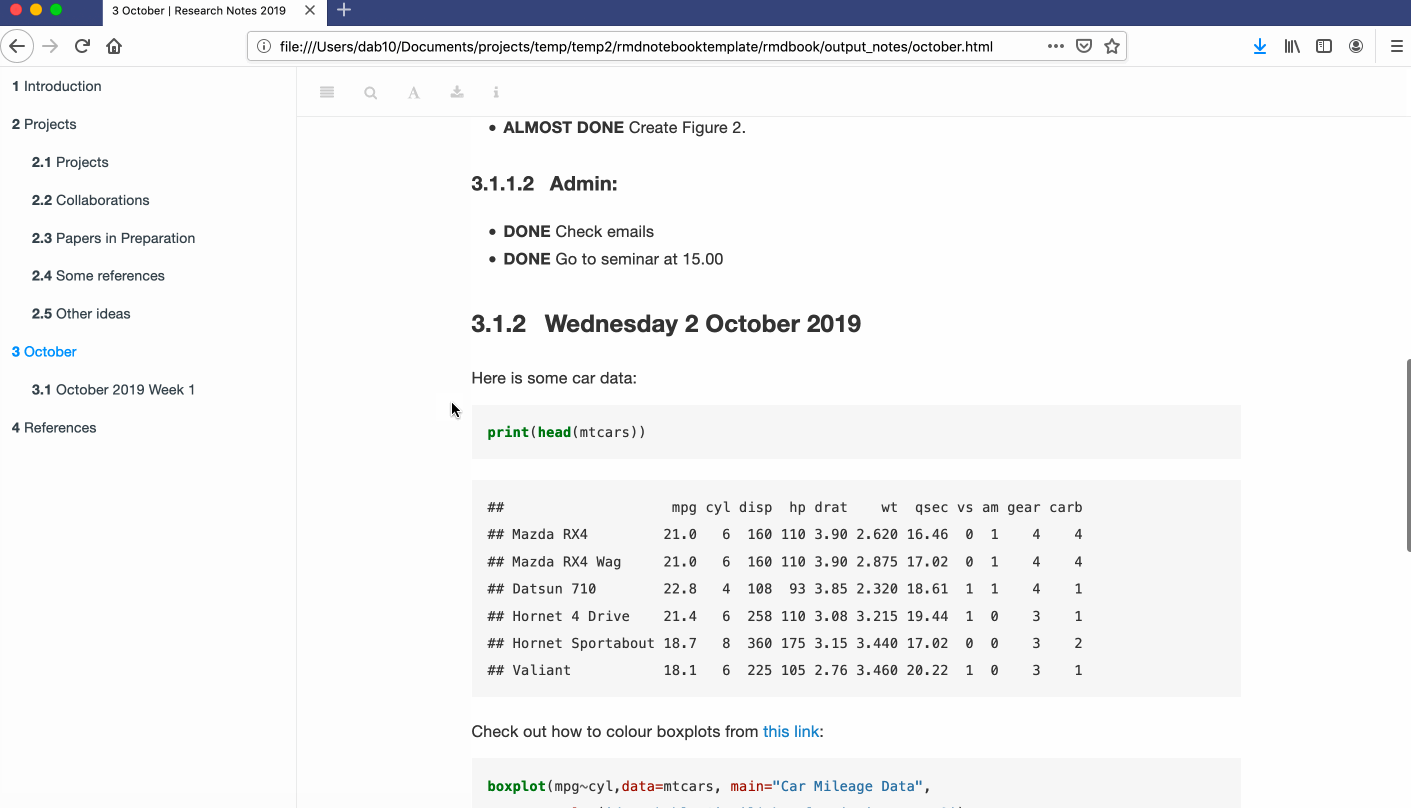 3 October | Research Notes 2019
file:///Users/dab10/Documents/projects/temp/temp2/rmdnotebooktemplate/rmdbook/output_notes/october.html
1 Introduction
2 Projects
2.1 Projects
2.2 Collaborations
2.3 Papers in Preparation
2.4 Some references
2.5 Other ideas
3 October
3.1 October 2019 Week 1
4 References
A
i
• ALMOST DONE Create Figure 2.
3.1.1.2 Admin:
• DONE Check emails
• DONE Go to seminar at 15.00
3.1.2 Wednesday 2 October 2019
Here is some car data:
print(head(mtcars))
##                    mpg cyl disp  hp drat    wt  qsec vs am gear carb
## Mazda RX4         21.0   6  160 110 3.90 2.620 16.46  0  1    4    4
## Mazda RX4 Wag     21.0   6  160 110 3.90 2.875 17.02  0  1    4    4
## Datsun 710        22.8   4  108  93 3.85 2.320 18.61  1  1    4    1
## Hornet 4 Drive    21.4   6  258 110 3.08 3.215 19.44  1  0    3    1
## Hornet Sportabout 18.7   8  360 175 3.15 3.440 17.02  0  0    3    2
## Valiant           18.1   6  225 105 2.76 3.460 20.22  1  0    3    1
Check out how to colour boxplots from this link:
boxplot(mpg~cyl,data=mtcars, main="Car Mileage Data",